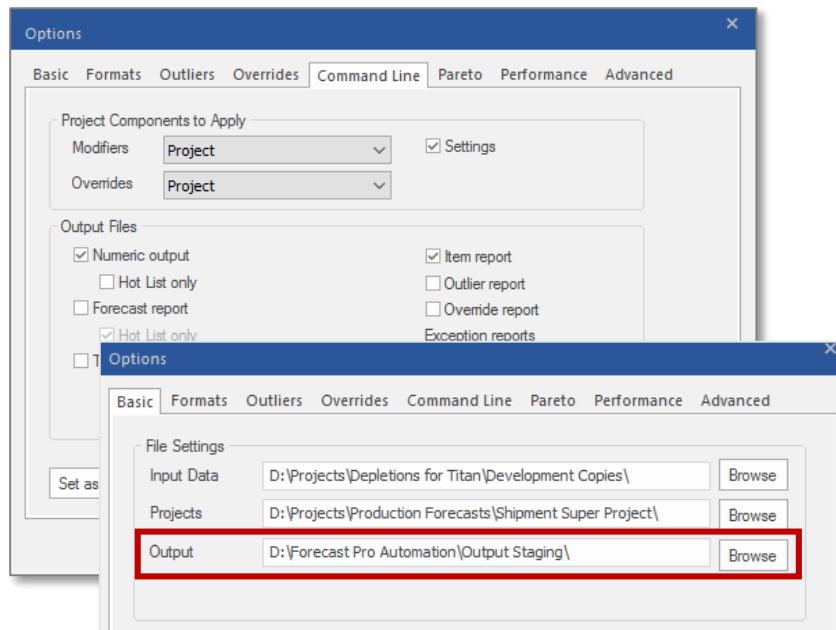 Options
Basic Formats Outliers Overrides Command Line Pareto Performance Advanced
Project Components to Apply
Modifiers Project Settings
Overrides Project
Output Files
Numeric output Item report
Hot List only Outlier report
Forecast report Override report
Hot List only Exception reports
T
Set as
Options
Basic Formats Outliers Overrides Command Line Pareto Performance Advanced
File Settings
Input Data D:\Projects\Depletions for Titan\Development Copies\ Browse
Projects D:\Projects\Production Forecasts\Shipment Super Project\ Browse
Output D:\Forecast Pro Automation\Output Staging\ Browse